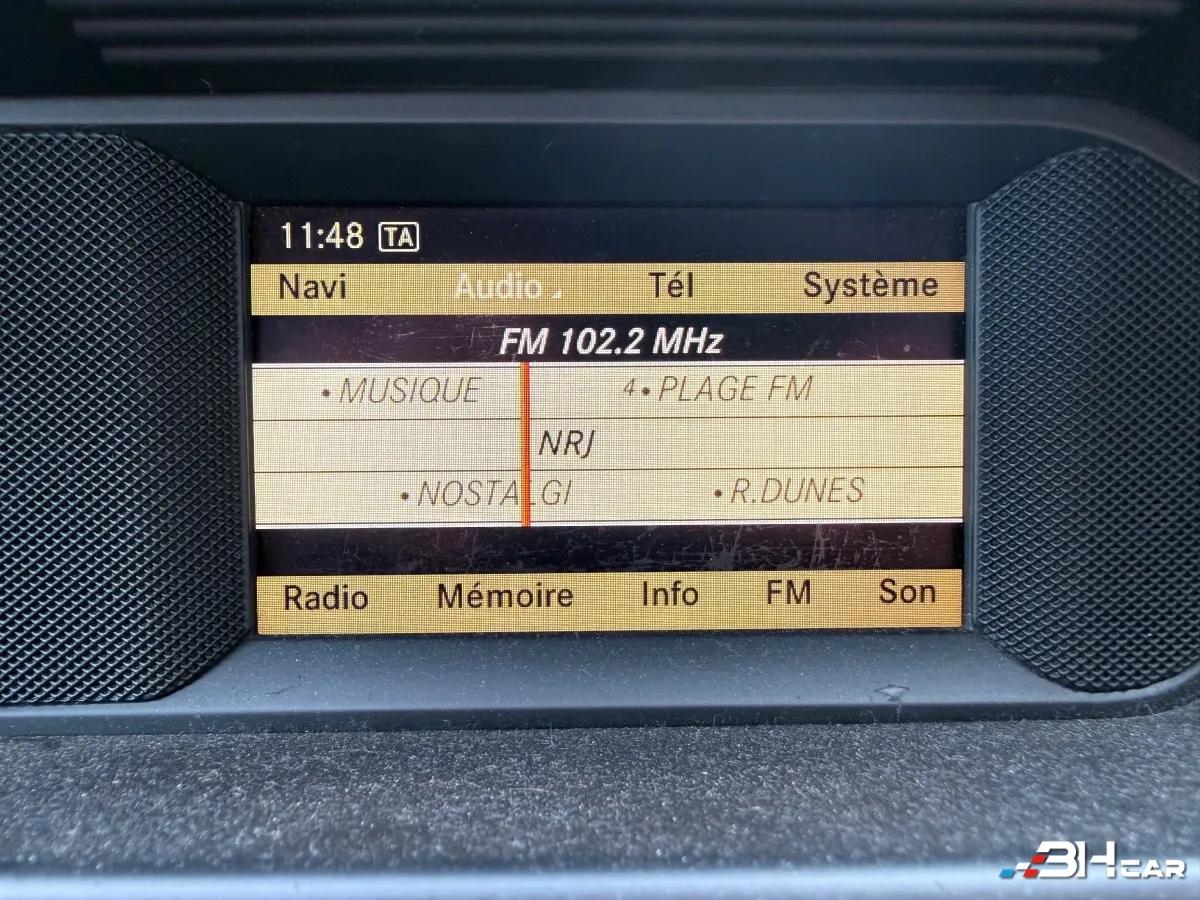 11:48 TA
Navi Audio Tél Système
FM 102.2 MHz
• MUSIQUE 4 • PLAGE FM
NRJ
• NOSTALGI • R.DUNES
Radio Mémoire Info FM Son
3HCAR